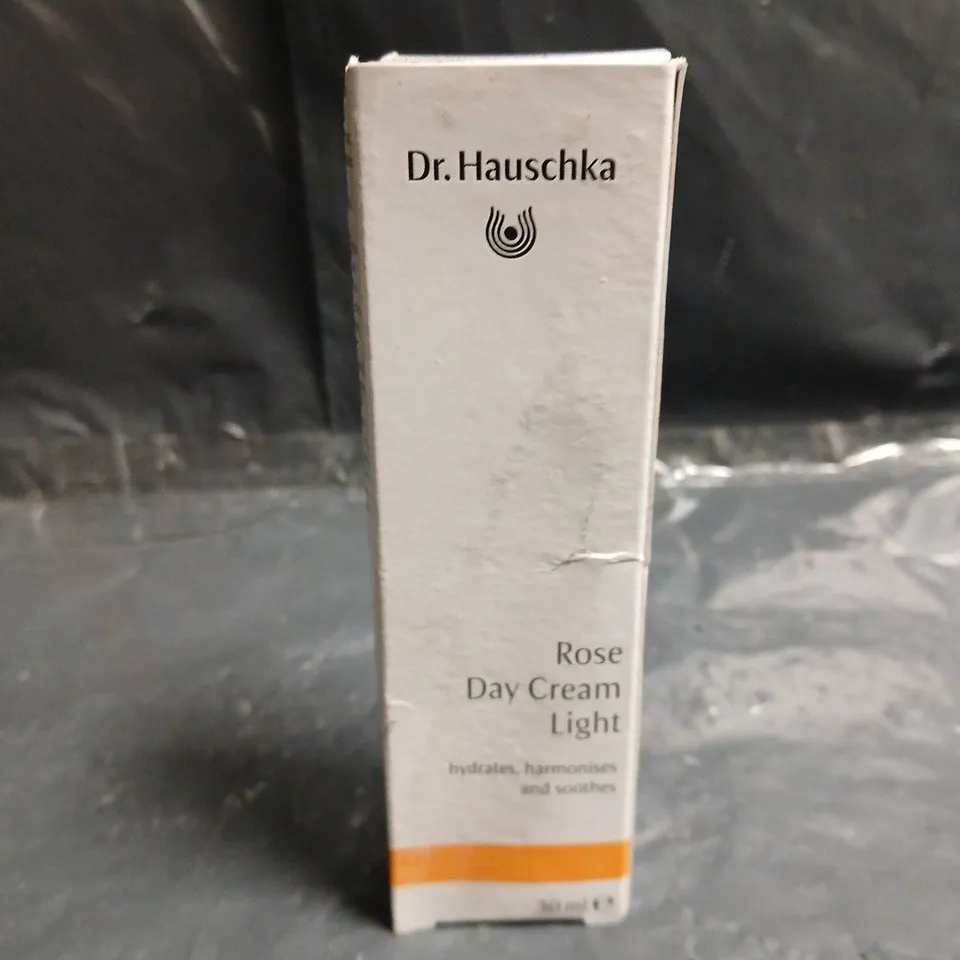 Dr. Hauschka
Rose
Day Cream
Light
hydrates, harmonises
and soothes
30 ml ℮